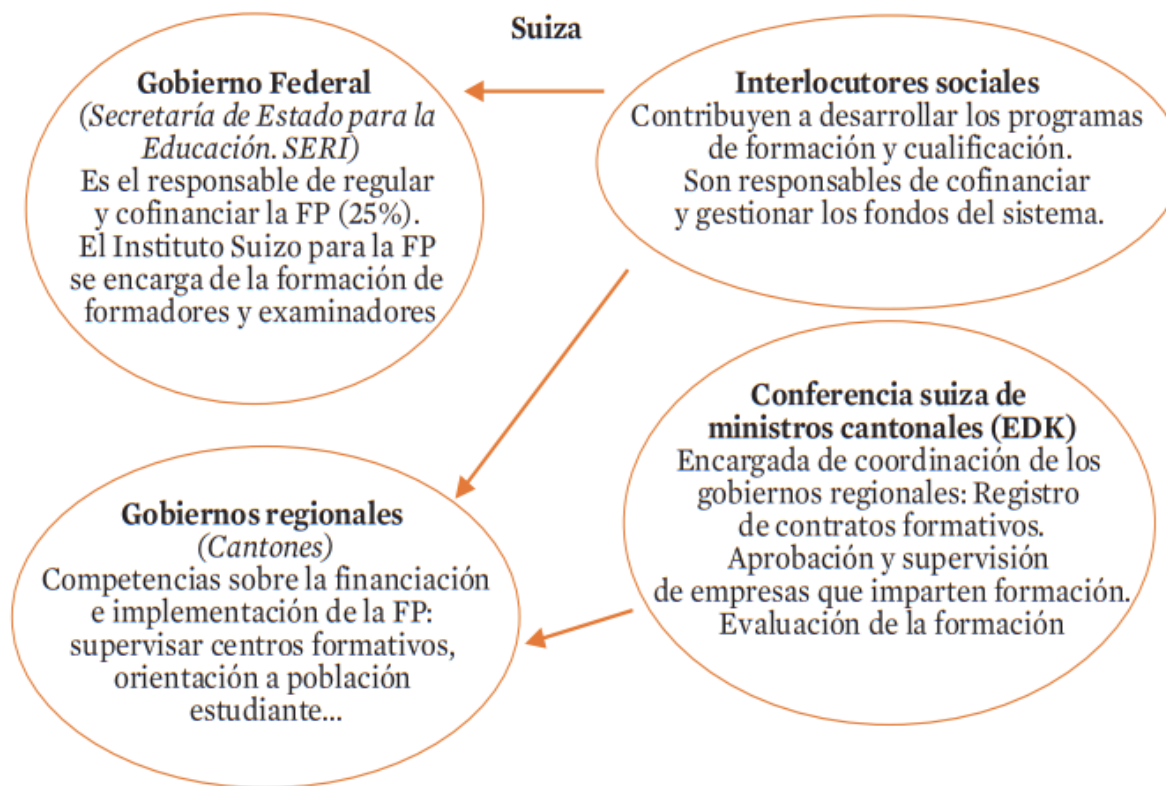 Suiza
Gobierno Federal
(Secretaría de Estado para la
Educación. SERI)
Es el responsable de regular
y cofinanciar la FP (25%).
El Instituto Suizo para la FP
se encarga de la formación de
formadores y examinadores
Interlocutores sociales
Contribuyen a desarrollar los programas
de formación y cualificación.
Son responsables de cofinanciar
y gestionar los fondos del sistema.
Gobiernos regionales
(Cantones)
Competencias sobre la financiación
e implementación de la FP:
supervisar centros formativos,
orientación a población
estudiante...
Conferencia suiza de
ministros cantonales (EDK)
Encargada de coordinación de los
gobiernos regionales: Registro
de contratos formativos.
Aprobación y supervisión
de empresas que imparten formación.
Evaluación de la formación